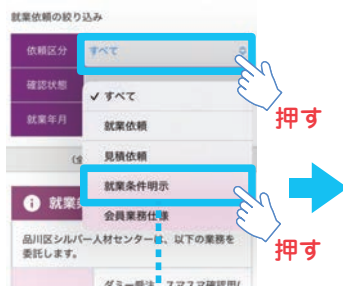 就業依頼の絞り込み
依頼区分 すべて
確認状態
✓ すべて
就業年月
就業依頼
押す
見積依頼
就業条件明示
会員業務仕様
押す
品川区シルバー人材センターは、以下の業務を
委託します。